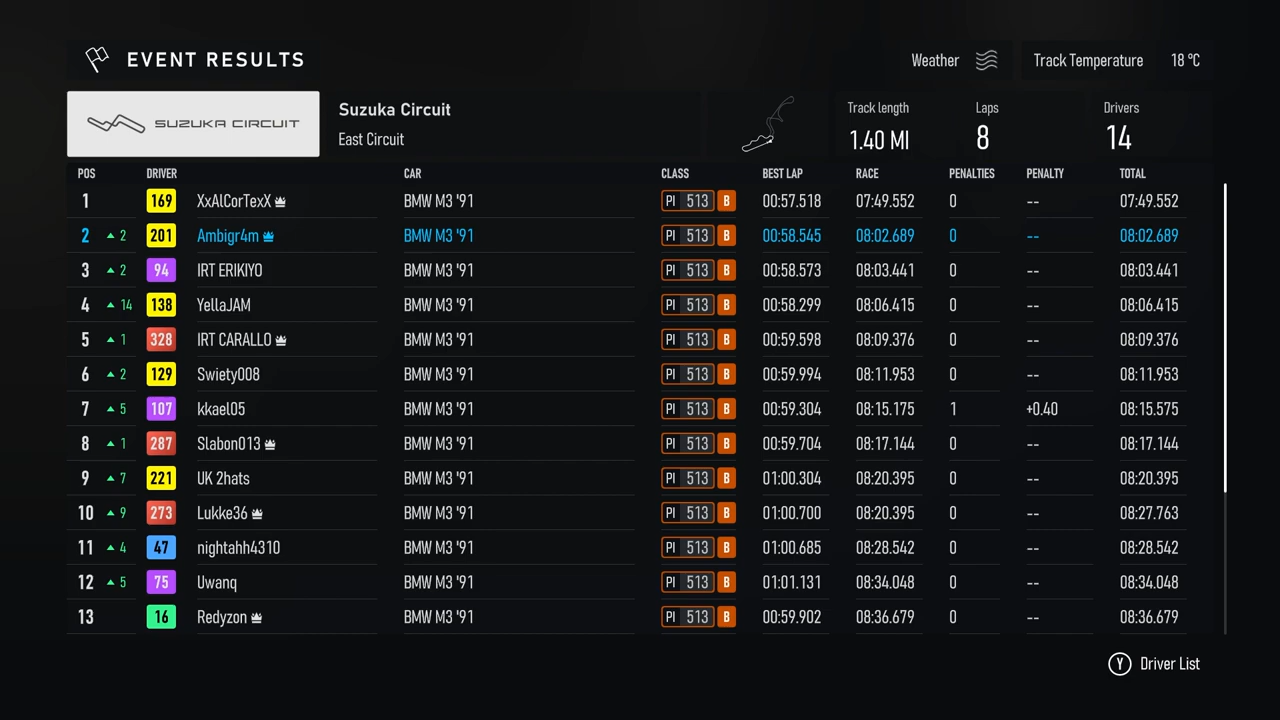 EVENT RESULTS Weather Track Temperature 18 ºC
SUZUKA CIRCUIT Suzuka Circuit Track length Laps Drivers
East Circuit 1.40 MI 8 14
POS DRIVER CAR CLASS BEST LAP RACE PENALTIES PENALTY TOTAL
1 169 XxAlCorTexX BMW M3 '91 PI 513 B 00:57.518 07:49.552 0 -- 07:49.552
2 2 201 Ambigr4m BMW M3 '91 PI 513 B 00:58.545 08:02.689 0 -- 08:02.689
3 2 94 IRT ERIKIYO BMW M3 '91 PI 513 B 00:58.573 08:03.441 0 -- 08:03.441
4 14 138 YellaJAM BMW M3 '91 PI 513 B 00:58.299 08:06.415 0 -- 08:06.415
5 1 328 IRT CARALLO BMW M3 '91 PI 513 B 00:59.598 08:09.376 0 -- 08:09.376
6 2 129 Swiety008 BMW M3 '91 PI 513 B 00:59.994 08:11.953 0 -- 08:11.953
7 5 107 kkael05 BMW M3 '91 PI 513 B 00:59.304 08:15.175 1 +0.40 08:15.575
8 1 287 Slabon013 BMW M3 '91 PI 513 B 00:59.704 08:17.144 0 -- 08:17.144
9 7 221 UK 2hats BMW M3 '91 PI 513 B 01:00.304 08:20.395 0 -- 08:20.395
10 9 273 Lukke36 BMW M3 '91 PI 513 B 01:00.700 08:20.395 0 -- 08:27.763
11 4 47 nightahh4310 BMW M3 '91 PI 513 B 01:00.685 08:28.542 0 -- 08:28.542
12 5 75 Uwanq BMW M3 '91 PI 513 B 01:01.131 08:34.048 0 -- 08:34.048
13 16 Redyzon BMW M3 '91 PI 513 B 00:59.902 08:36.679 0 -- 08:36.679
Y Driver List